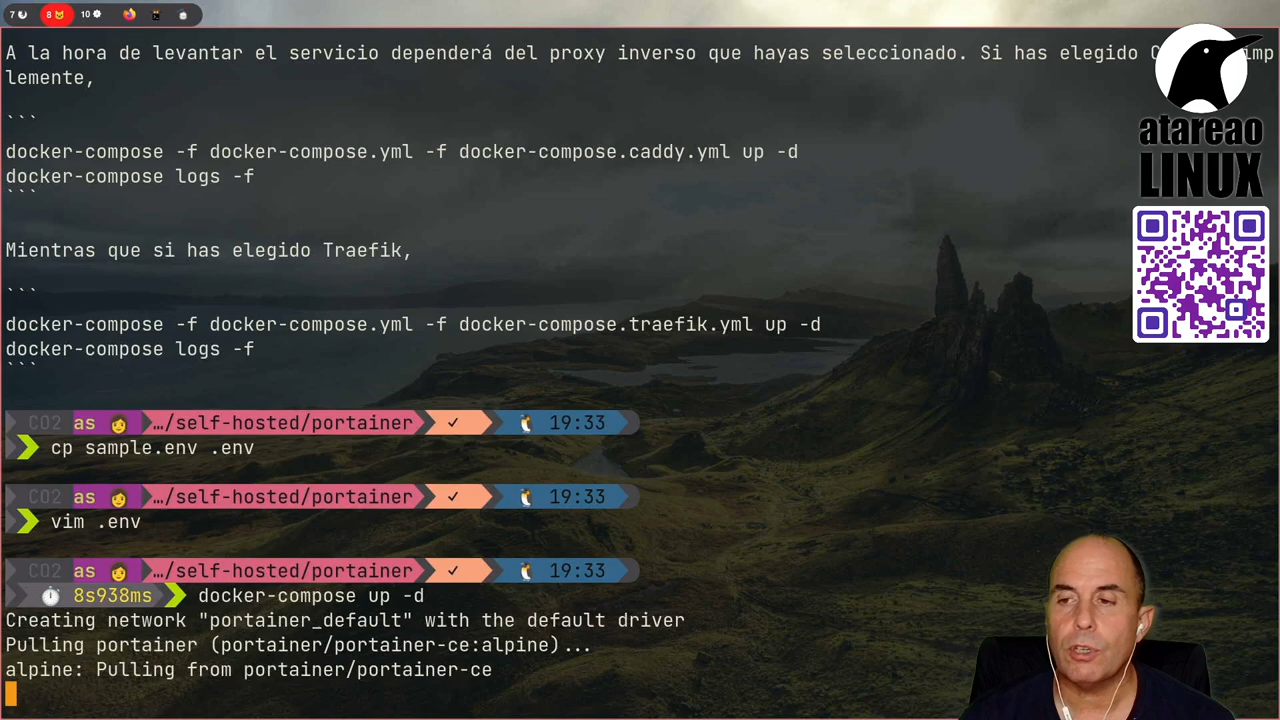 7 8 10
A la hora de levantar el servicio dependerá del proxy inverso que hayas seleccionado. Si has elegido
lemente,
```
docker-compose -f docker-compose.yml -f docker-compose.caddy.yml up -d
docker-compose logs -f
```
Mientras que si has elegido Traefik,
```
docker-compose -f docker-compose.yml -f docker-compose.traefik.yml up -d
docker-compose logs -f
```
CO2 as …/self-hosted/portainer ✓ 19:33
cp sample.env .env
CO2 as …/self-hosted/portainer ✓ 19:33
vim .env
CO2 as …/self-hosted/portainer ✓ 19:33
8s938ms docker-compose up -d
Creating network "portainer_default" with the default driver
Pulling portainer (portainer/portainer-ce:alpine)...
alpine: Pulling from portainer/portainer-ce
atareao
LINUX